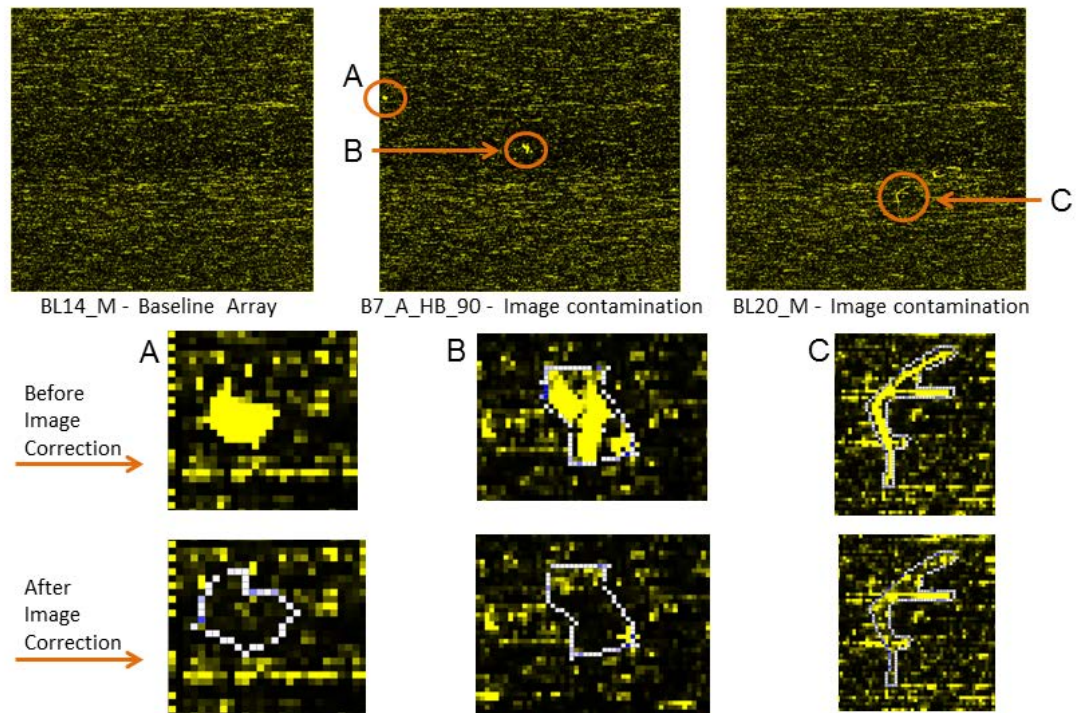 A
B
C
BL14_M - Baseline Array
B7_A_HB_90 - Image contamination
BL20_M - Image contamination
A
B
C
Before
Image
Correction
After
Image
Correction